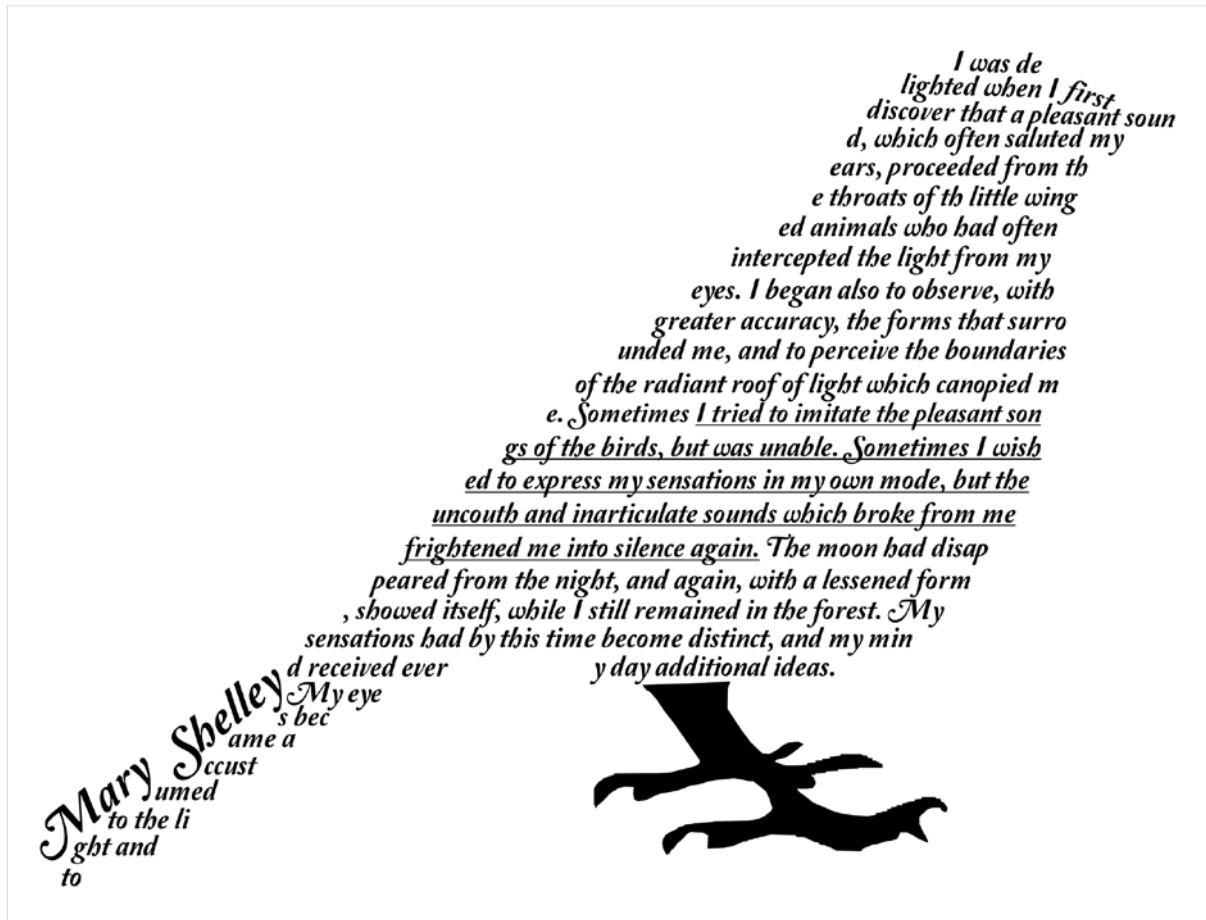 I was de
lighted when I first
discover that a pleasant soun
d, which often saluted my
ears, proceeded from th
e throats of th little wing
ed animals who had often
intercepted the light from my
eyes. I began also to observe, with
greater accuracy, the forms that surro
unded me, and to perceive the boundaries
of the radiant roof of light which canopied m
e. Sometimes I tried to imitate the pleasant son
gs of the birds, but was unable. Sometimes I wish
ed to express my sensations in my own mode, but the
uncouth and inarticulate sounds which broke from me
frightened me into silence again. The moon had disap
peared from the night, and again, with a lessened form
, showed itself, while I still remained in the forest. My
sensations had by this time become distinct, and my min
d received ever y day additional ideas.
My eye
s bec
ame a
ccust
umed
to the li
ght and
to
Mary Shelley